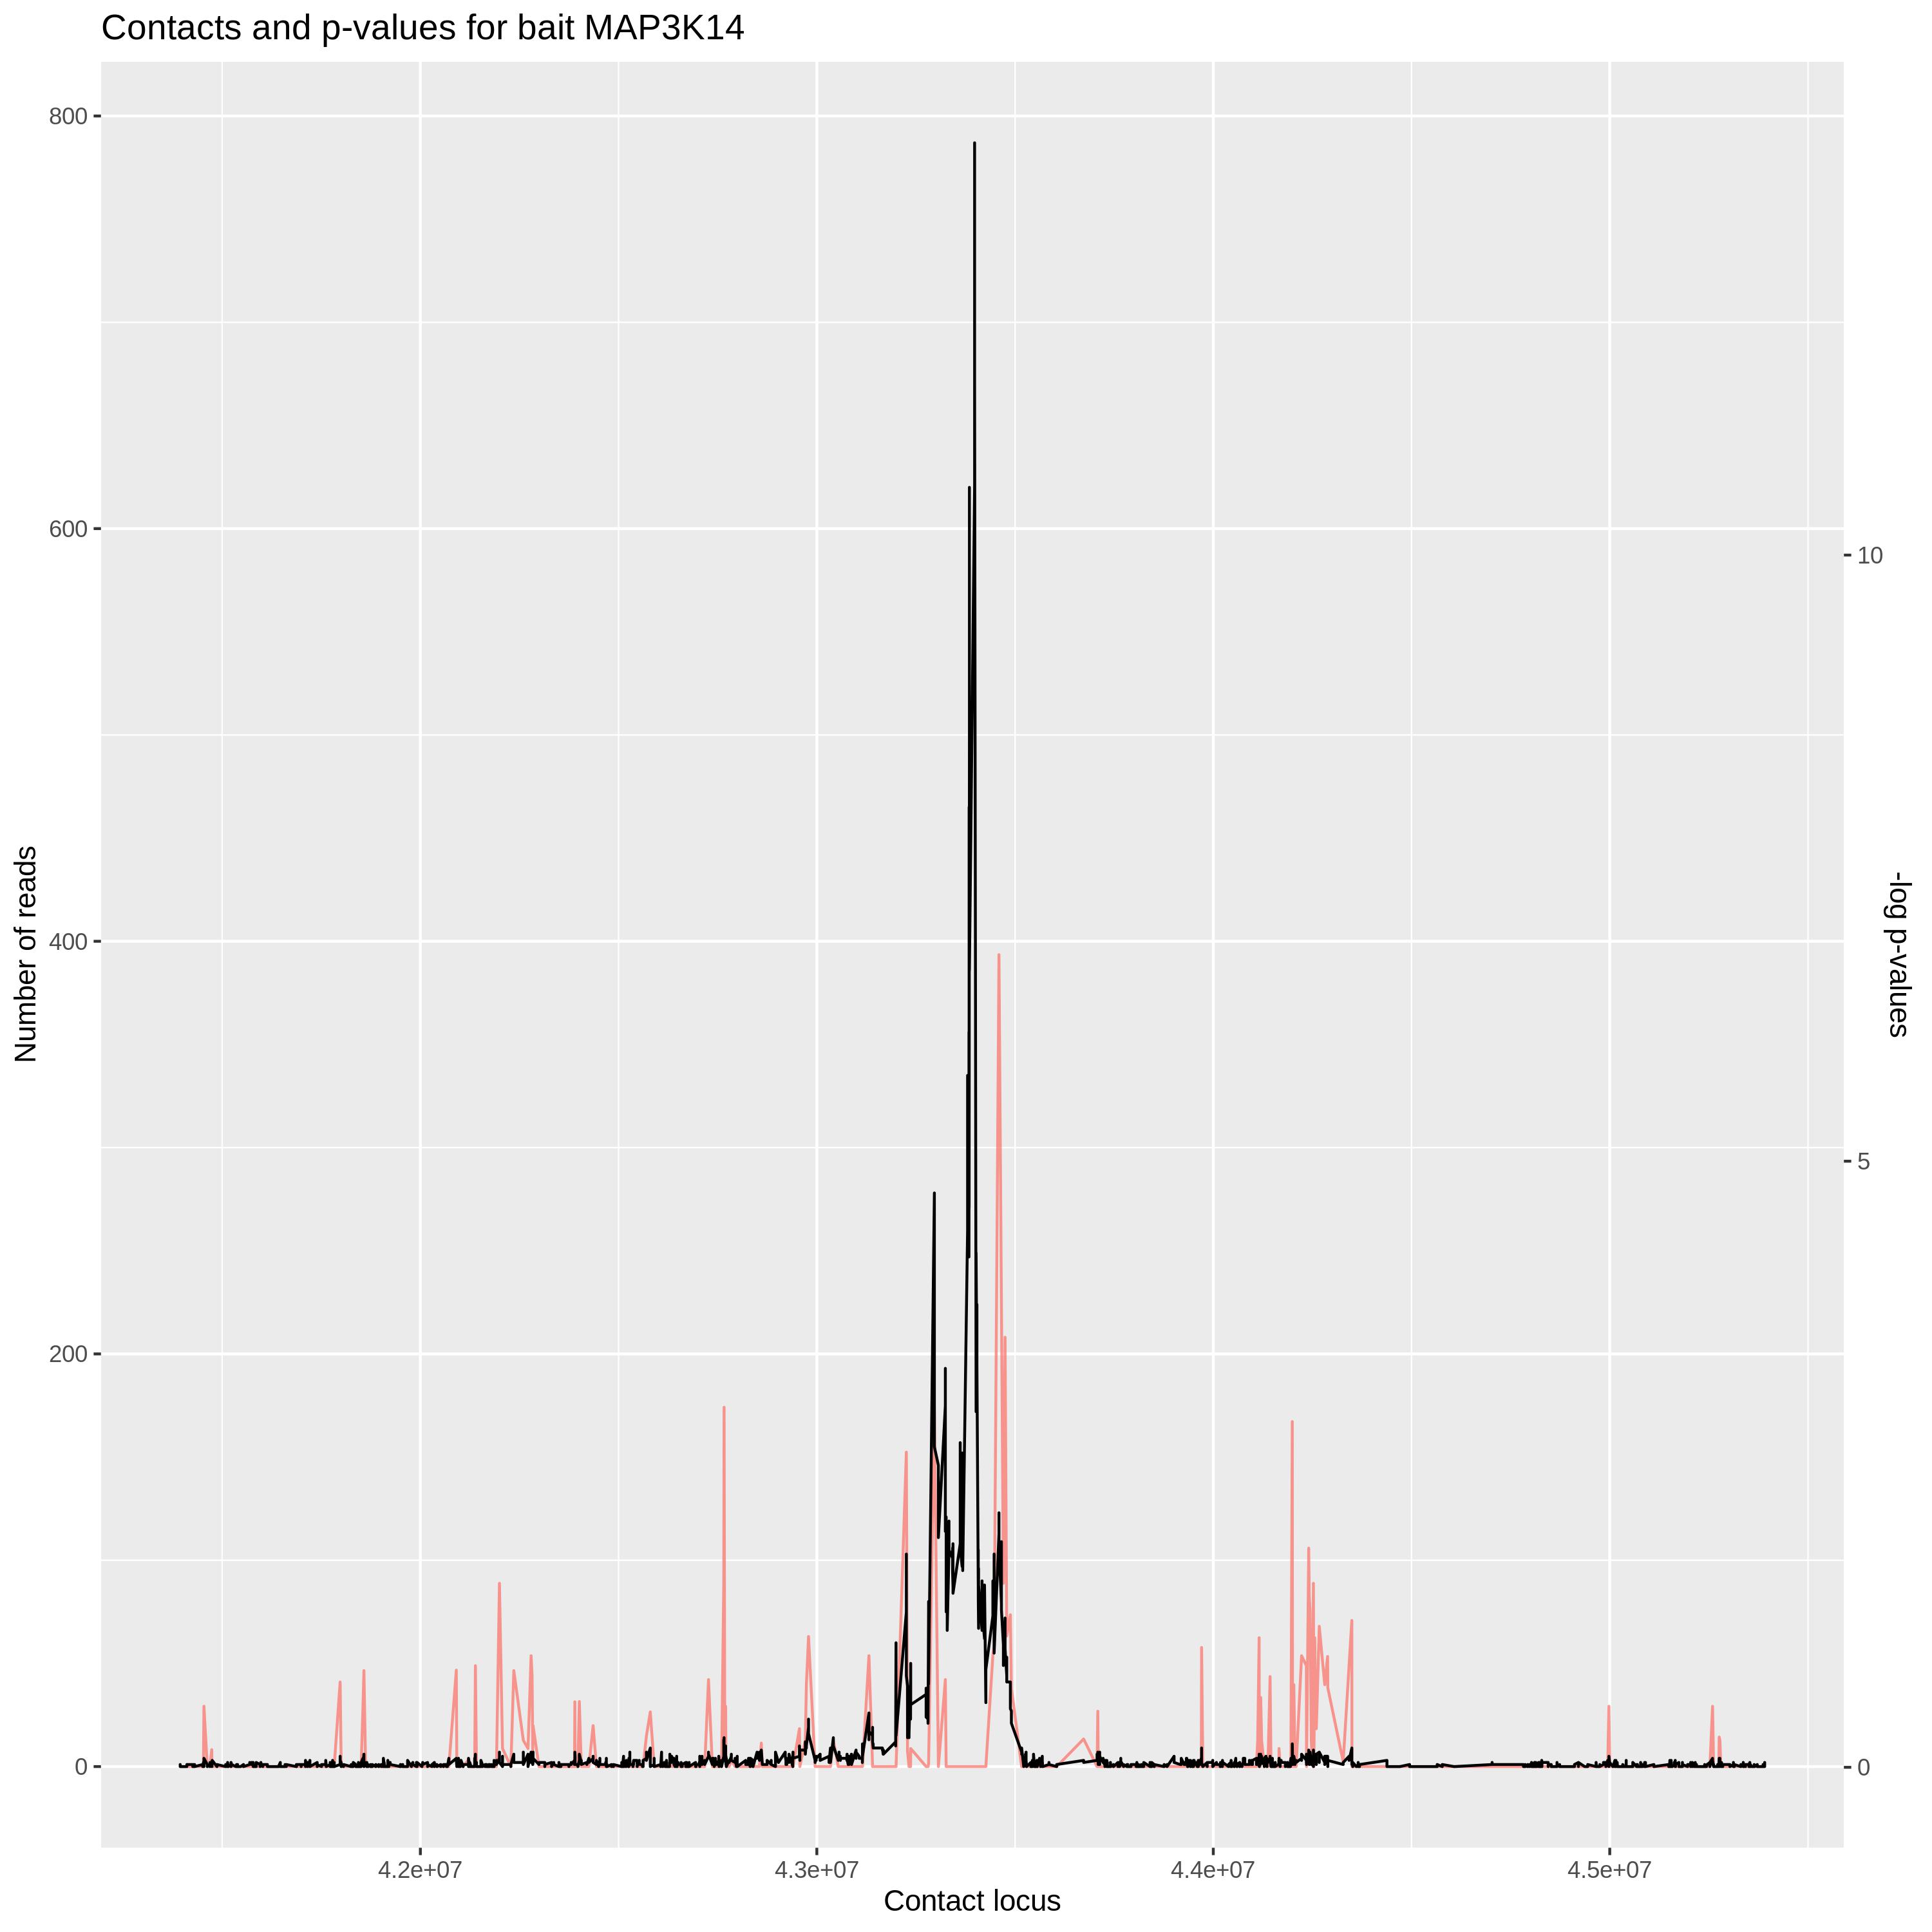 Contacts and p-values for bait MAP3K14
800
600
400
200
0
Number of reads
10
5
0
-log p-values
4.2e+07
4.3e+07
4.4e+07
4.5e+07
Contact locus